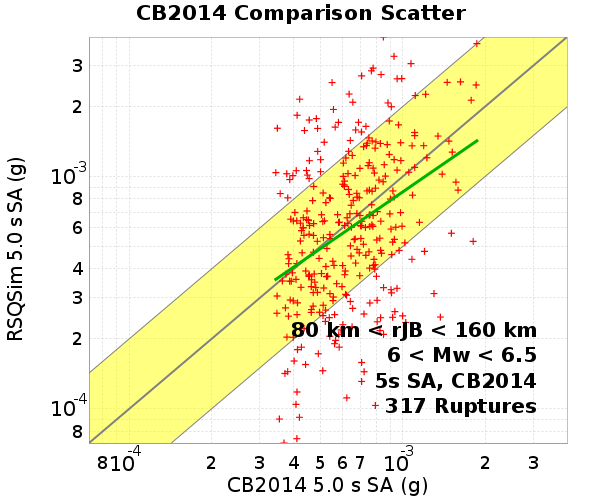 CB2014 Comparison Scatter
RSQSim 5.0 s SA (g)
3
2
10⁻³
8
6
4
3
2
10⁻⁴
8
80 km < rJB < 160 km
6 < Mw < 6.5
5s SA, CB2014
317 Ruptures
8 10⁻⁴ 2 3 4 5 6 7 10⁻³ 2 3
CB2014 5.0 s SA (g)